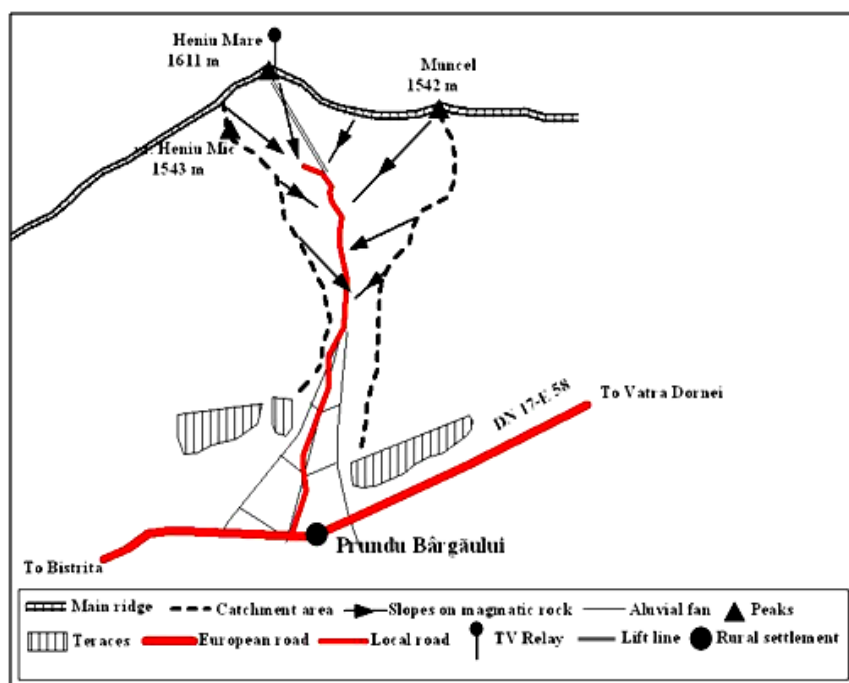 Heniu Mare
1611 m
Muncel
1542 m
vf. Heniu Mic
1543 m
To Vatra Dornei
DN 17-E 58
Prundu Bârgăului
To Bistrita
Main ridge
Catchment area
Slopes on magmatic rock
Aluvial fan
Peaks
Teraces
European road
Local road
TV Relay
Lift line
Rural settlement